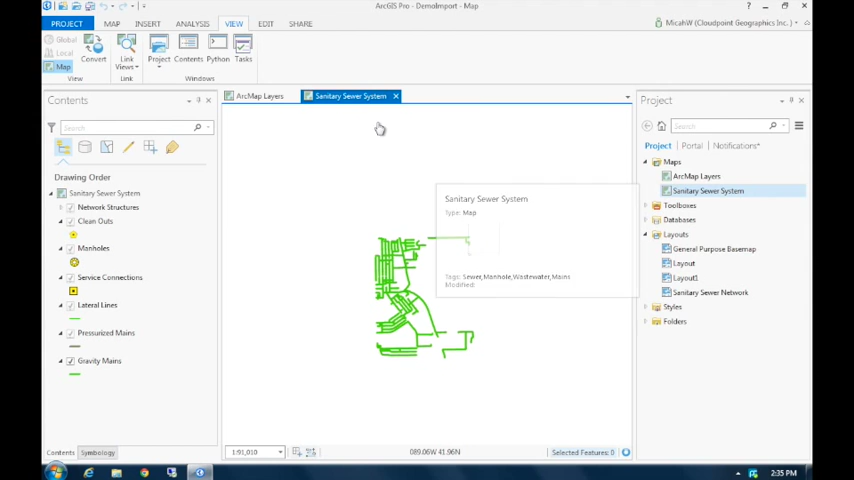 ArcGIS Pro - DemoImport - Map
PROJECT MAP INSERT ANALYSIS VIEW EDIT SHARE
MicahW (Cloudpoint Geographics Inc.)
Global
Local
Map
Convert
Link Views
Project
Contents
Python
Tasks
View
Link
Windows
Contents
Search
Drawing Order
Sanitary Sewer System
Network Structures
Clean Outs
Manholes
Service Connections
Lateral Lines
Pressurized Mains
Gravity Mains
Contents Symbology
ArcMap Layers
Sanitary Sewer System
Sanitary Sewer System
Type: Map
Tags: Sewer,Manhole,Wastewater,Mains
Modified:
1:91,010
089.06W 41.96N
Selected Features: 0
Project
Search
Project Portal Notifications*
Maps
ArcMap Layers
Sanitary Sewer System
Toolboxes
Databases
Layouts
General Purpose Basemap
Layout
Layout1
Sanitary Sewer Network
Styles
Folders
2:35 PM